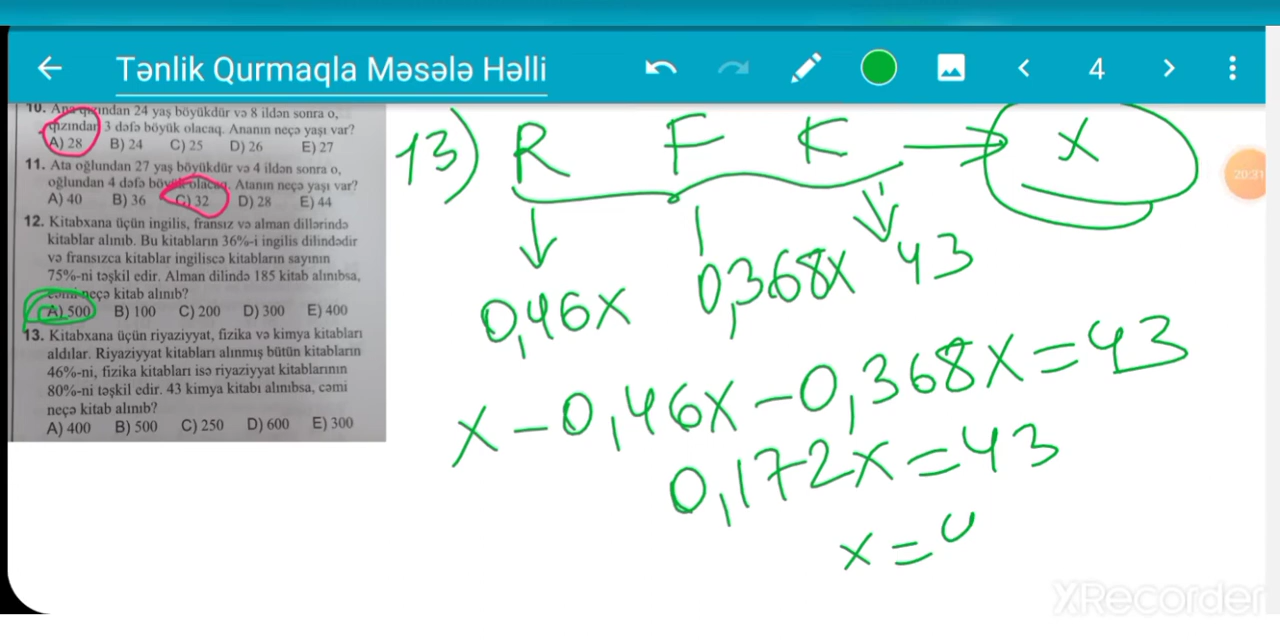 Tənlik Qurmaqla Məsələ Həlli
4
10. Ana qızından 24 yaş böyükdür və 8 ildən sonra o,
qızından 3 dəfə böyük olacaq. Ananın neçə yaşı var?
A) 28 B) 24 C) 25 D) 26 E) 27
11. Ata oğlundan 27 yaş böyükdür və 4 ildən sonra o,
oğlundan 4 dəfə böyük olacaq. Atanın neçə yaşı var?
A) 40 B) 36 C) 32 D) 28 E) 44
12. Kitabxana üçün ingilis, fransız və alman dillərində
kitablar alınıb. Bu kitabların 36%-i ingilis dilindədir
və fransızca kitablar ingiliscə kitabların sayının
75%-ni təşkil edir. Alman dilində 185 kitab alınıbsa,
cəmi neçə kitab alınıb?
A) 500 B) 100 C) 200 D) 300 E) 400
13. Kitabxana üçün riyaziyyat, fizika və kimya kitabları
aldılar. Riyaziyyat kitabları alınmış bütün kitabların
46%-ni, fizika kitabları isə riyaziyyat kitablarının
80%-ni təşkil edir. 43 kimya kitabı alınıbsa, cəmi
neçə kitab alınıb?
A) 400 B) 500 C) 250 D) 600 E) 300
13) R F K → X
0,46x 0,368x 43
x - 0,46x - 0,368x = 43
0,172x = 43
x =
20:31
XRecorder